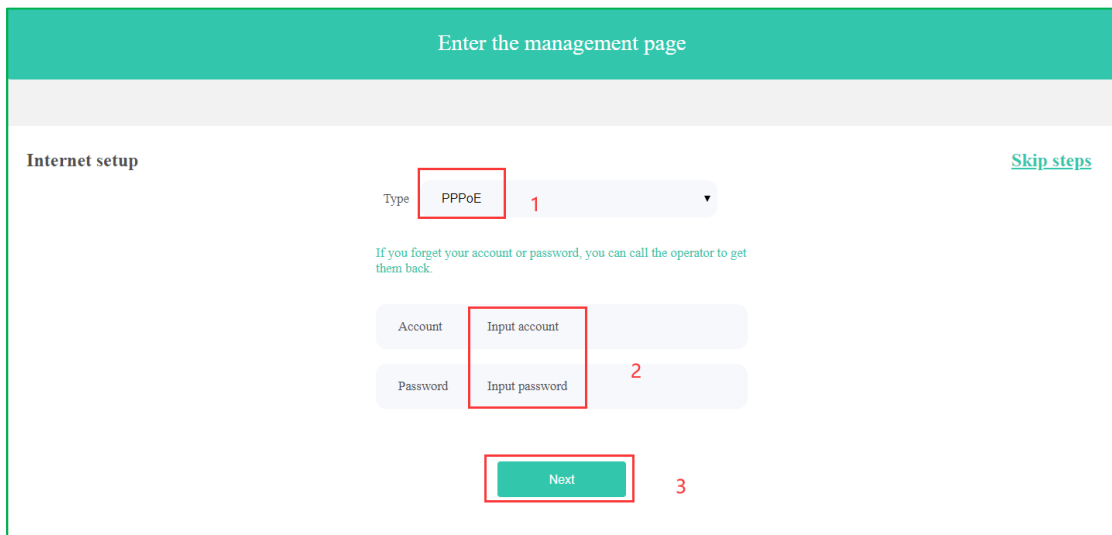 Enter the management page
Internet setup
Skip steps
Type PPPoE 1
If you forget your account or password, you can call the operator to get
them back.
Account Input account
2
Password Input password
Next 3